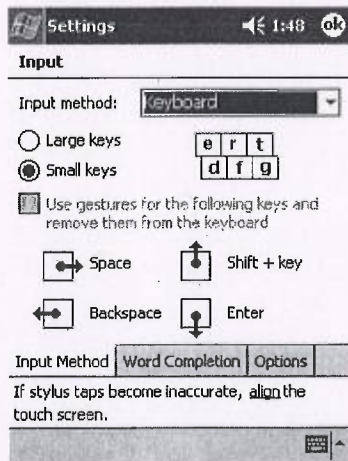 Settings 1:48 ok
Input
Input method: Keyboard
Large keys
Small keys
e r t
d f g
Use gestures for the following keys and
remove them from the keyboard
Space Shift + key
Backspace Enter
Input Method Word Completion Options
If stylus taps become inaccurate, align the
touch screen.